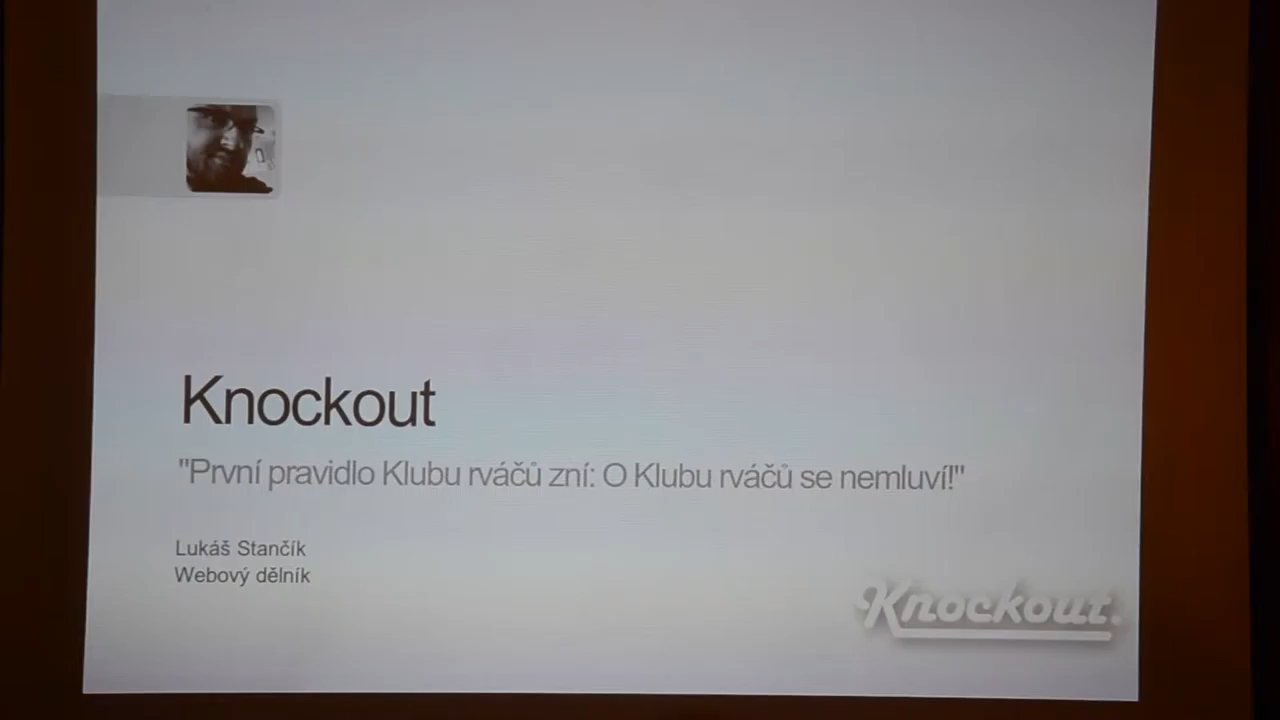 Knockout
"První pravidlo Klubu rváčů zní: O Klubu rváčů se nemluví!"
Lukáš Stančík
Webový dělník
Knockout.